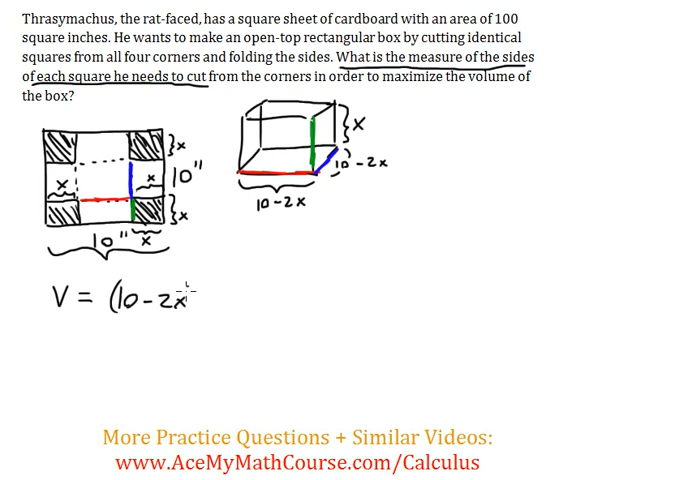 Thrasymachus, the rat-faced, has a square sheet of cardboard with an area of 100
square inches. He wants to make an open-top rectangular box by cutting identical
squares from all four corners and folding the sides. What is the measure of the sides
of each square he needs to cut from the corners in order to maximize the volume of
the box?
x
x
x
10"
x
10"
x
x
10-2x
10-2x
V = (10-2x
More Practice Questions + Similar Videos:
www.AceMyMathCourse.com/Calculus